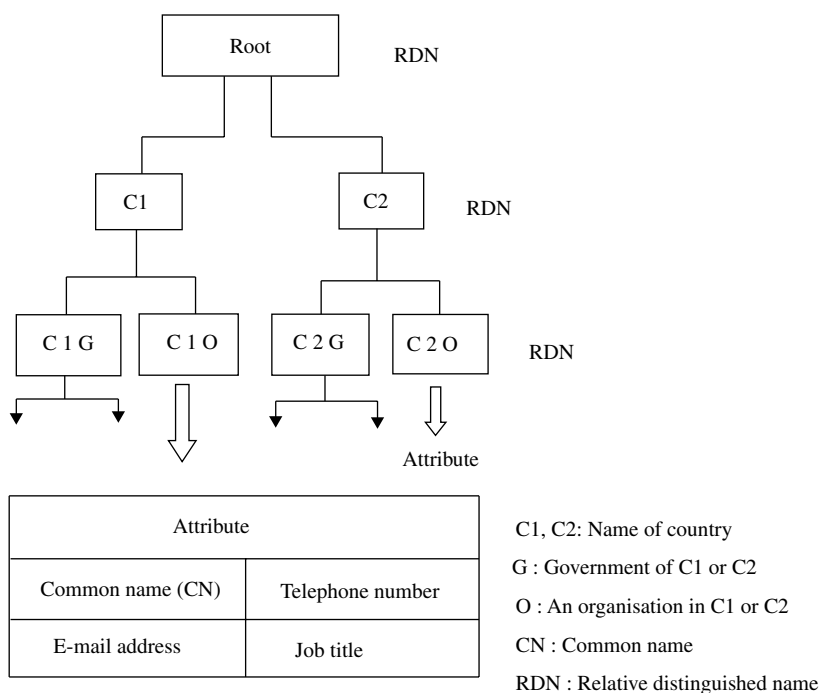 Root
RDN
C1
C2
RDN
C 1 G
C 1 O
C 2 G
C 2 O
RDN
Attribute
Attribute
Common name (CN)
Telephone number
E-mail address
Job title
C1, C2: Name of country
G : Government of C1 or C2
O : An organisation in C1 or C2
CN : Common name
RDN : Relative distinguished name